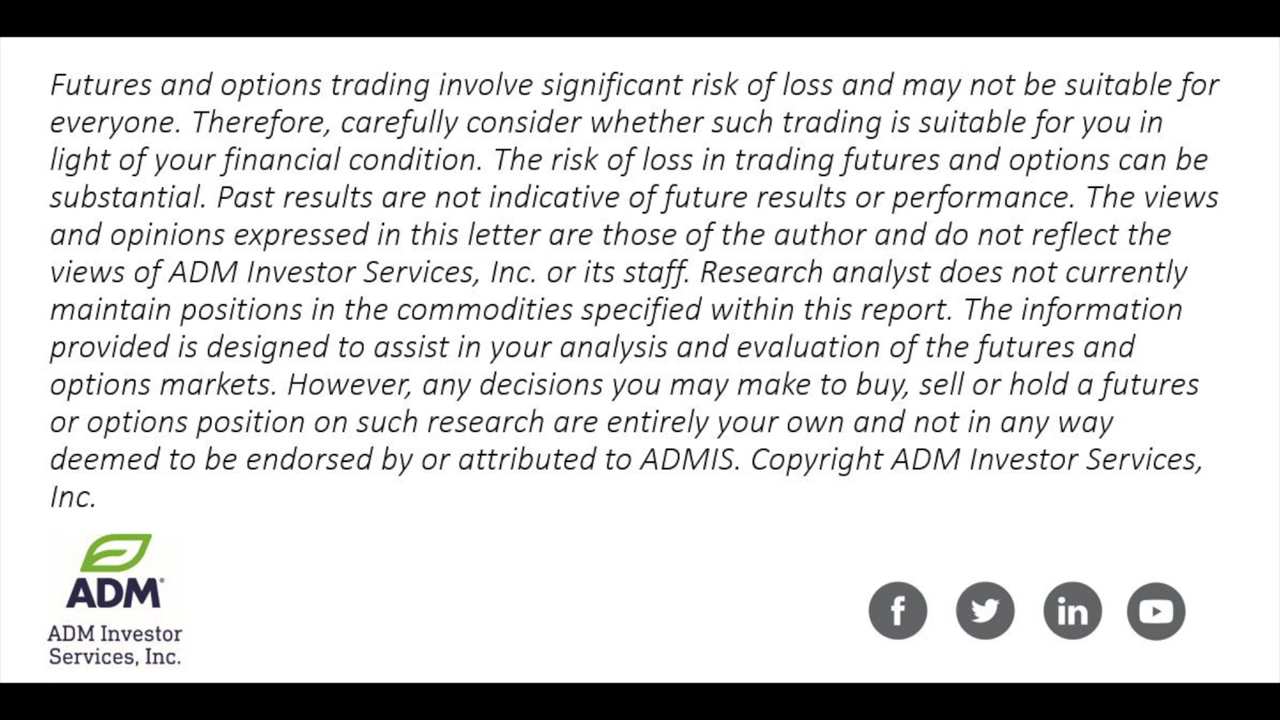 Futures and options trading involve significant risk of loss and may not be suitable for
everyone. Therefore, carefully consider whether such trading is suitable for you in
light of your financial condition. The risk of loss in trading futures and options can be
substantial. Past results are not indicative of future results or performance. The views
and opinions expressed in this letter are those of the author and do not reflect the
views of ADM Investor Services, Inc. or its staff. Research analyst does not currently
maintain positions in the commodities specified within this report. The information
provided is designed to assist in your analysis and evaluation of the futures and
options markets. However, any decisions you may make to buy, sell or hold a futures
or options position on such research are entirely your own and not in any way
deemed to be endorsed by or attributed to ADMIS. Copyright ADM Investor Services,
Inc.
ADM®
ADM Investor
Services, Inc.
f
in